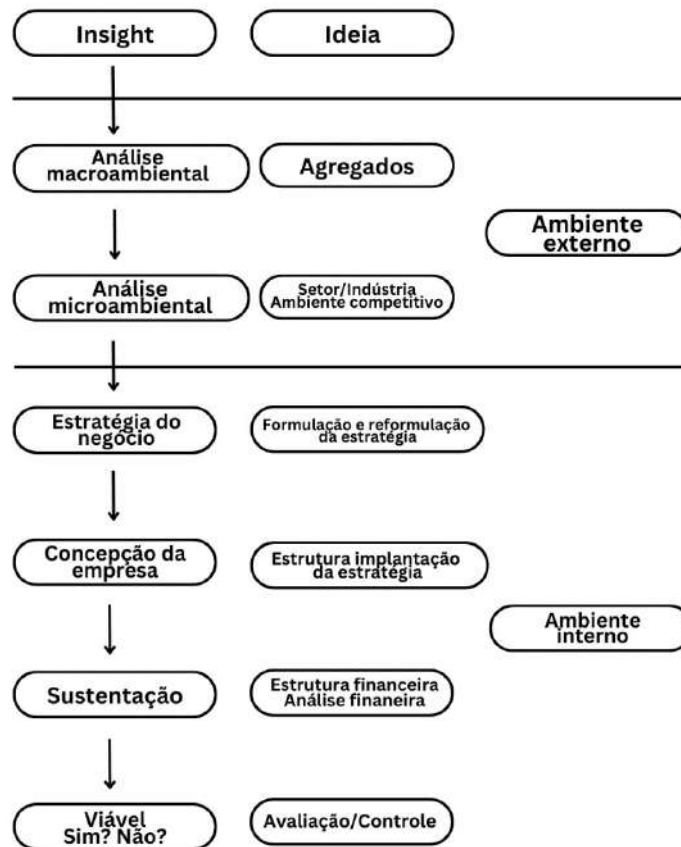 Insight
Ideia
Análise
macroambiental
Agregados
Ambiente
externo
Análise
microambiental
Setor/Indústria
Ambiente competitivo
Estratégia do
negócio
Formulação e reformulação
da estratégia
Concepção da
empresa
Estrutura implantação
da estratégia
Ambiente
interno
Sustentação
Estrutura financeira
Análise finaneira
Viável
Sim? Não?
Avaliação/Controle